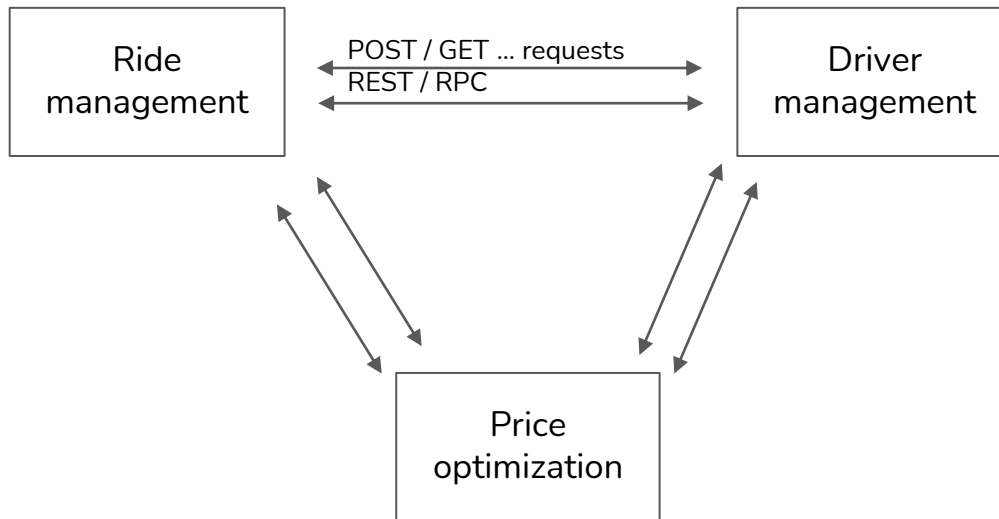 Ride
management
POST / GET ... requests
REST / RPC
Driver
management
Price
optimization